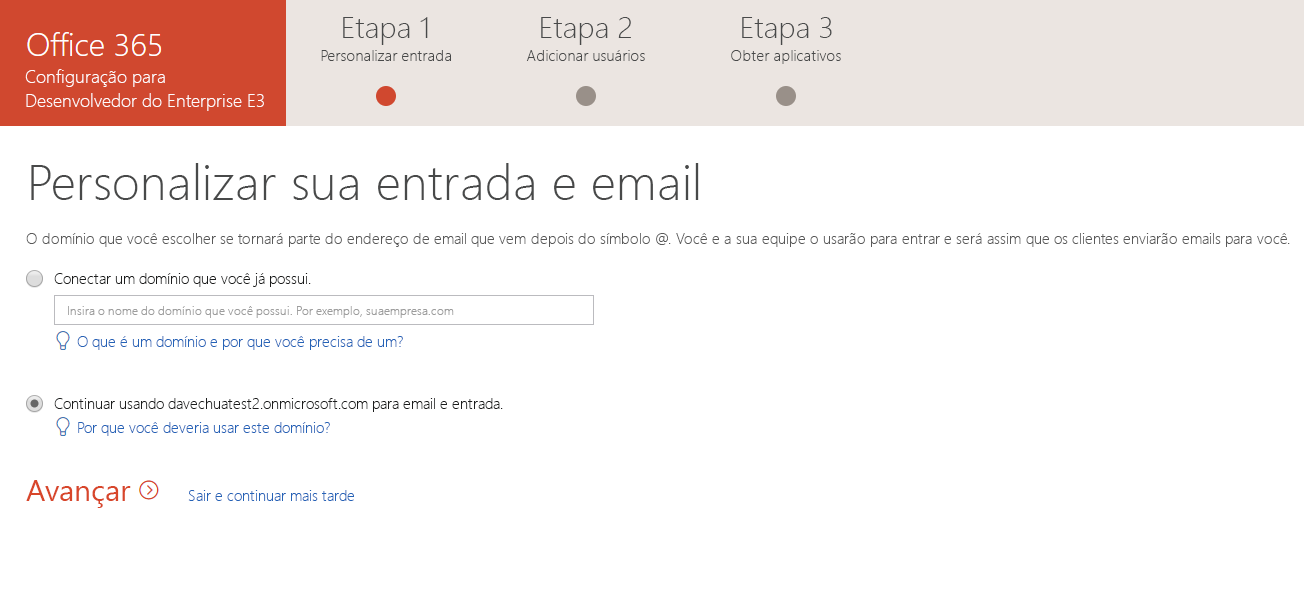 Office 365
Configuração para
Desenvolvedor do Enterprise E3
Etapa 1
Personalizar entrada
Etapa 2
Adicionar usuários
Etapa 3
Obter aplicativos
Personalizar sua entrada e email
O domínio que você escolher se tornará parte do endereço de email que vem depois do símbolo @. Você e a sua equipe o usarão para entrar e será assim que os clientes enviarão emails para você.
Conectar um domínio que você já possui.
Insira o nome do domínio que você possui. Por exemplo, suaempresa.com
O que é um domínio e por que você precisa de um?
Continuar usando davechuatest2.onmicrosoft.com para email e entrada.
Por que você deveria usar este domínio?
Avançar
Sair e continuar mais tarde